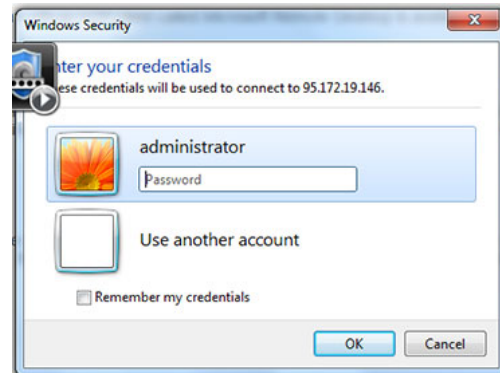 Windows Security
nter your credentials
ese credentials will be used to connect to 95.172.19.146.
administrator
Password
Use another account
Remember my credentials
OK
Cancel